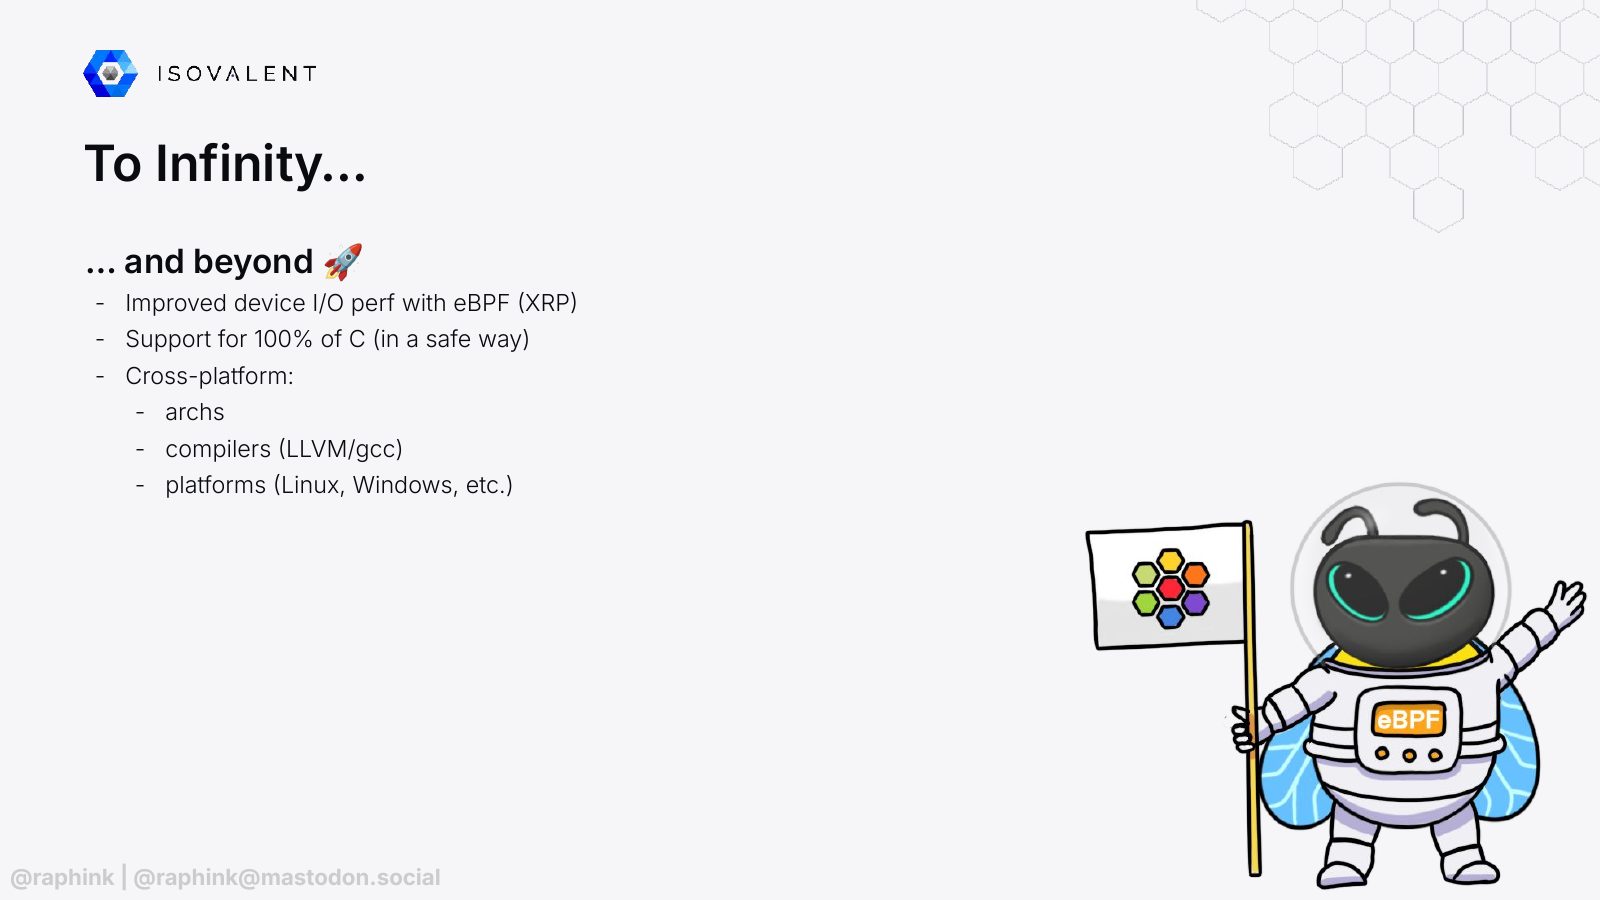 ISOVALENT
To Infinity...
... and beyond 🚀
- Improved device I/O perf with eBPF (XRP)
- Support for 100% of C (in a safe way)
- Cross-platform:
- archs
- compilers (LLVM/gcc)
- platforms (Linux, Windows, etc.)
eBPF
@raphink | @raphink@mastodon.social